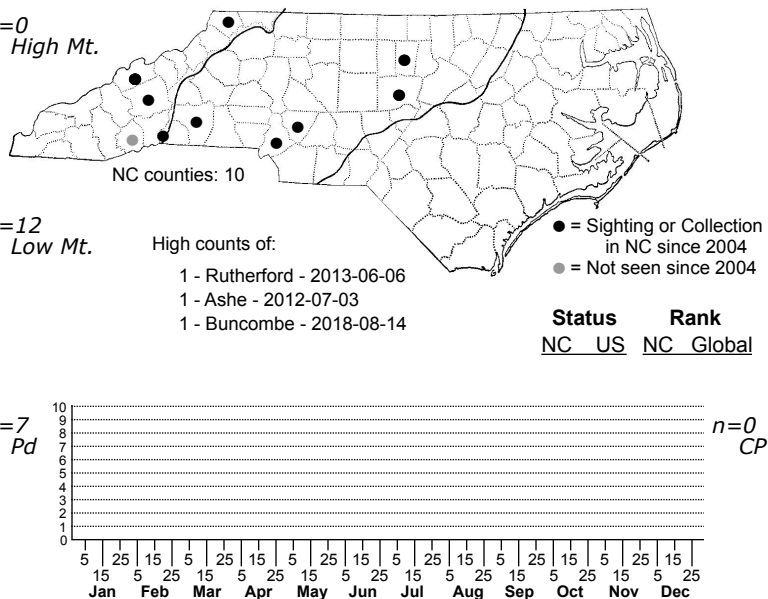 =0
High Mt.
NC counties: 10
=12
Low Mt.
High counts of:
1 - Rutherford - 2013-06-06
1 - Ashe - 2012-07-03
1 - Buncombe - 2018-08-14
= Sighting or Collection
in NC since 2004
= Not seen since 2004
Status Rank
NC US NC Global
=7
Pd
n=0
CP
10
9
8
7
6
5
4
3
2
1
0
5 25 15 5 25 15 5 25 15 5 25 15 5 25 15 5 25 15
15 5 25 15 5 25 15 5 25 15 5 25 15 5 25 15 5 25
Jan Feb Mar Apr May Jun Jul Aug Sep Oct Nov Dec